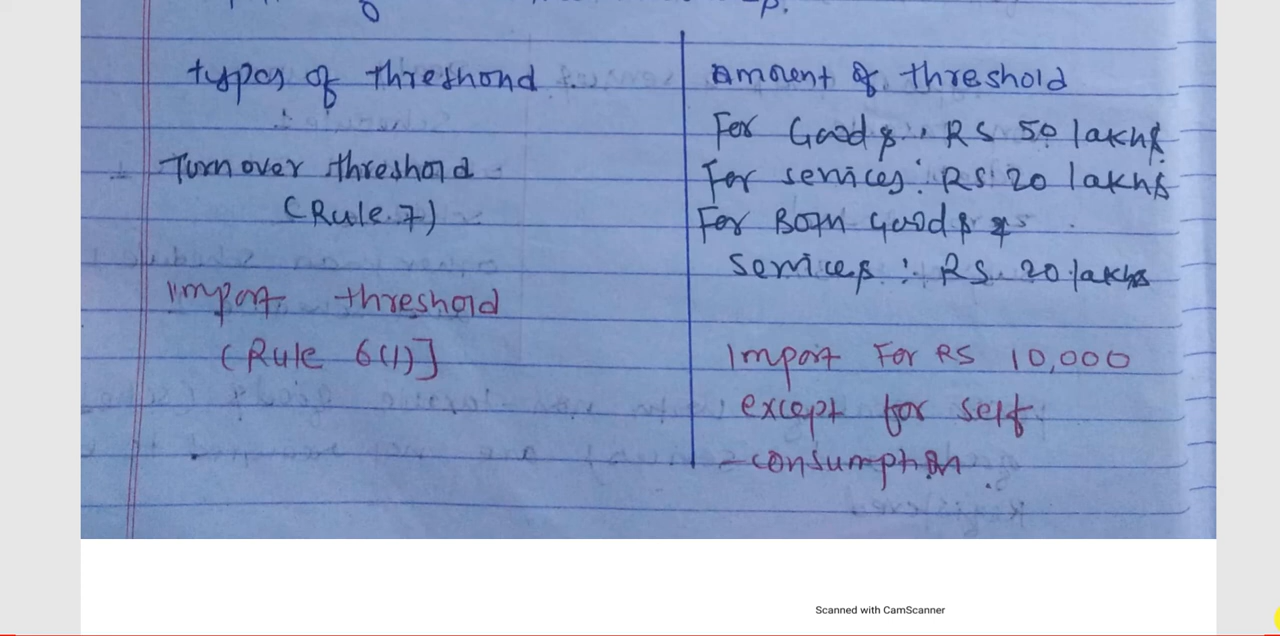 types of threshold
amount of threshold
For Goods: RS 50 lakhs
Turnover threshold
For services: RS 20 lakhs
(Rule 7)
For Both Goods &
Services: RS. 20 lakhs
Import threshold
(Rule 6(1)]
Import For RS 10,000
except for self
-consumption.
Scanned with CamScanner